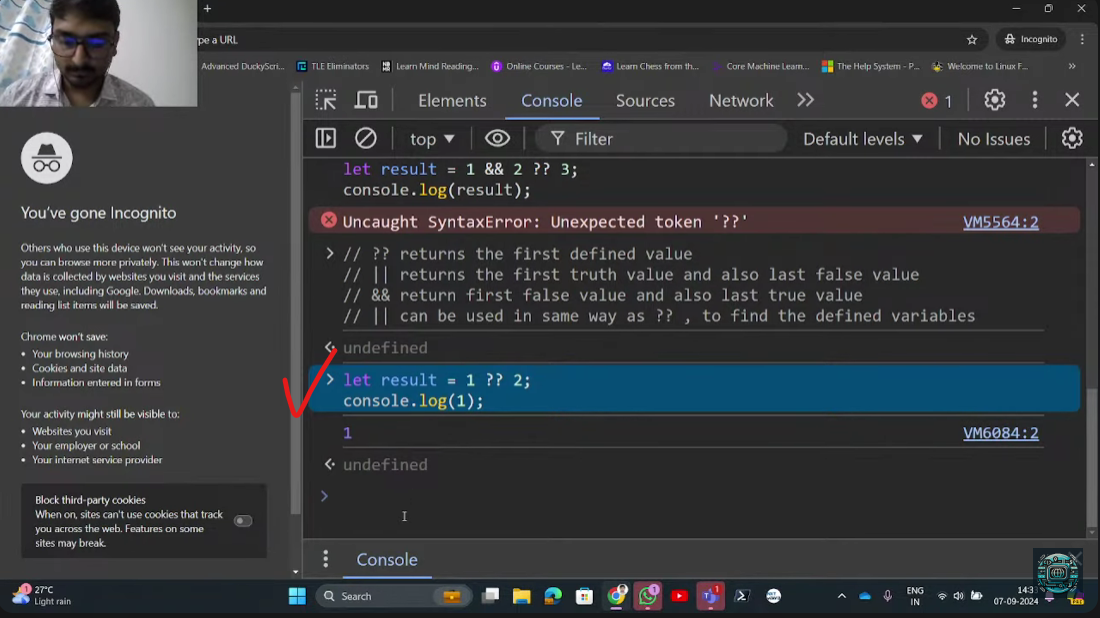 +
pe a URL
Incognito
Advanced DuckyScri...
TLE Eliminators
Learn Mind Reading...
Online Courses - Le...
Learn Chess from th...
Core Machine Learn...
The Help System - P...
Welcome to Linux F...
»
You've gone Incognito
Others who use this device won't see your activity, so
you can browse more privately. This won't change how
data is collected by websites you visit and the services
they use, including Google. Downloads, bookmarks and
reading list items will be saved.
Chrome won't save:
• Your browsing history
• Cookies and site data
• Information entered in forms
Your activity might still be visible to:
• Websites you visit
• Your employer or school
• Your internet service provider
Block third-party cookies
When on, sites can't use cookies that track
you across the web. Features on some
sites may break.
Elements
Console
Sources
Network
»
1
top
Filter
Default levels
No Issues
let result = 1 && 2 ?? 3;
console.log(result);
Uncaught SyntaxError: Unexpected token '??'
VM5564:2
> // ?? returns the first defined value
// || returns the first truth value and also last false value
// && return first false value and also last true value
// || can be used in same way as ?? , to find the defined variables
undefined
> let result = 1 ?? 2;
console.log(1);
1
VM6084:2
undefined
>
Console
27°C
Light rain
1
Search
1
1
ENG
IN
07-09-2024